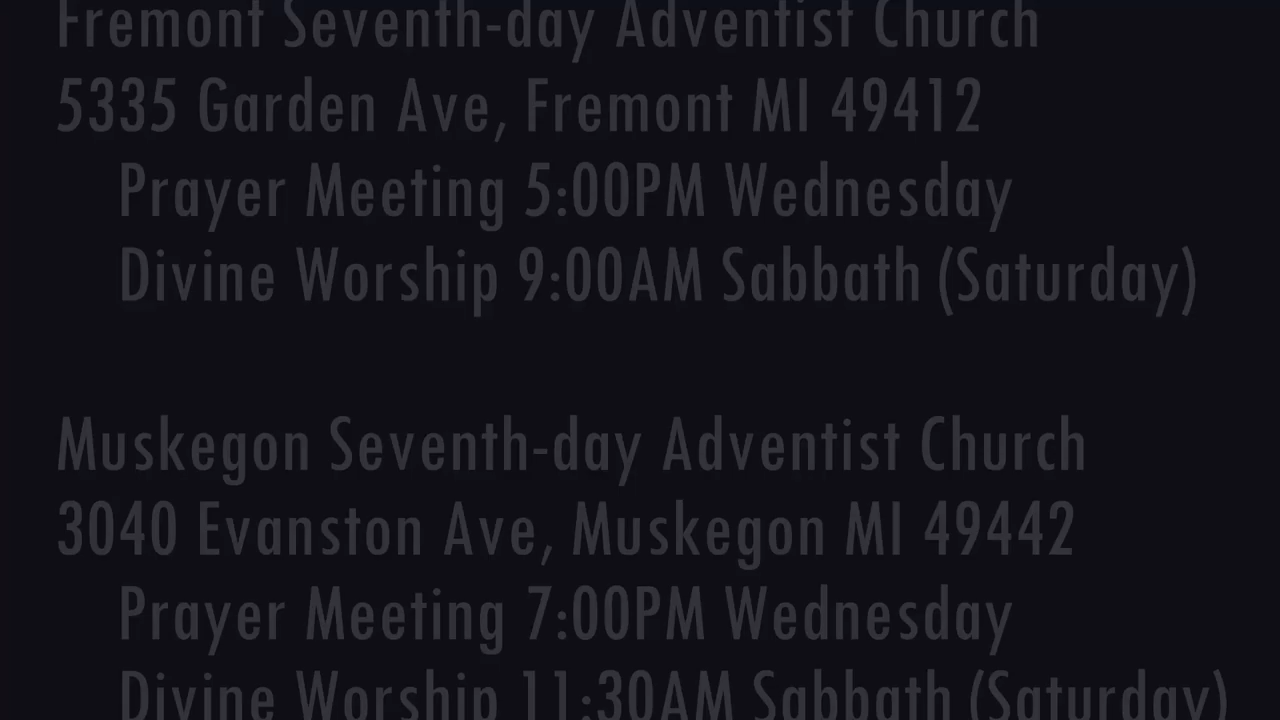 Fremont Seventh-day Adventist Church
5335 Garden Ave, Fremont MI 49412
Prayer Meeting 5:00PM Wednesday
Divine Worship 9:00AM Sabbath (Saturday)
Muskegon Seventh-day Adventist Church
3040 Evanston Ave, Muskegon MI 49442
Prayer Meeting 7:00PM Wednesday
Divine Worship 11:30AM Sabbath (Saturday)